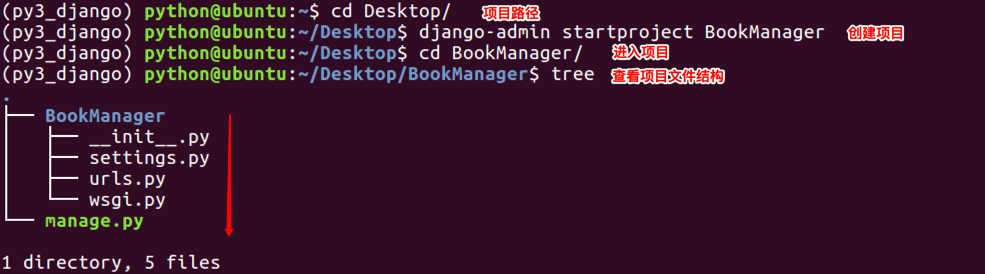 (py3_django) python@ubuntu:~$ cd Desktop/ 项目路径
(py3_django) python@ubuntu:~/Desktop$ django-admin startproject BookManager 创建项目
(py3_django) python@ubuntu:~/Desktop$ cd BookManager/ 进入项目
(py3_django) python@ubuntu:~/Desktop/BookManager$ tree 查看项目文件结构
.
├── BookManager
│   ├── __init__.py
│   ├── settings.py
│   ├── urls.py
│   └── wsgi.py
└── manage.py
1 directory, 5 files